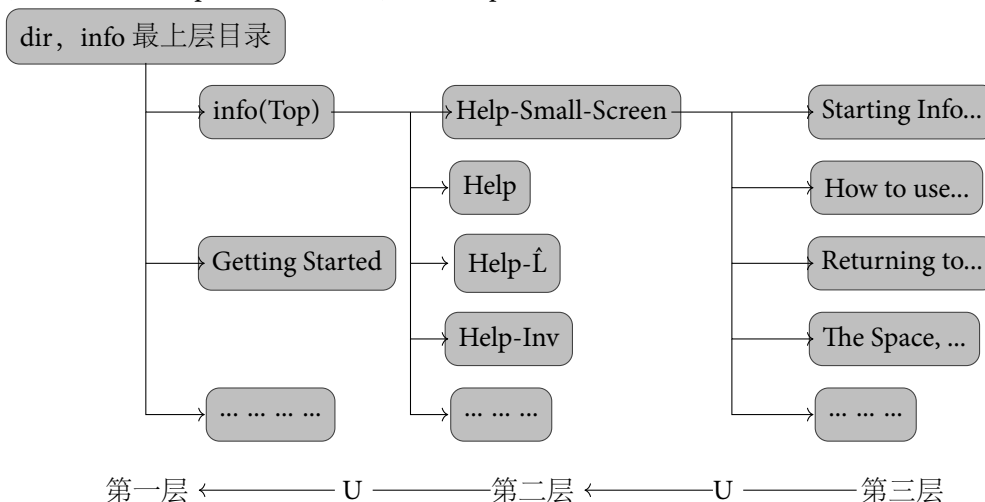 dir，info 最上层目录
info(Top)
Help-Small-Screen
Starting Info...
Help
How to use...
Getting Started
Help-L̂
Returning to...
Help-Inv
The Space, ...
... ... ... ...
... ... ...
... ... ...
第一层 U 第二层 U 第三层